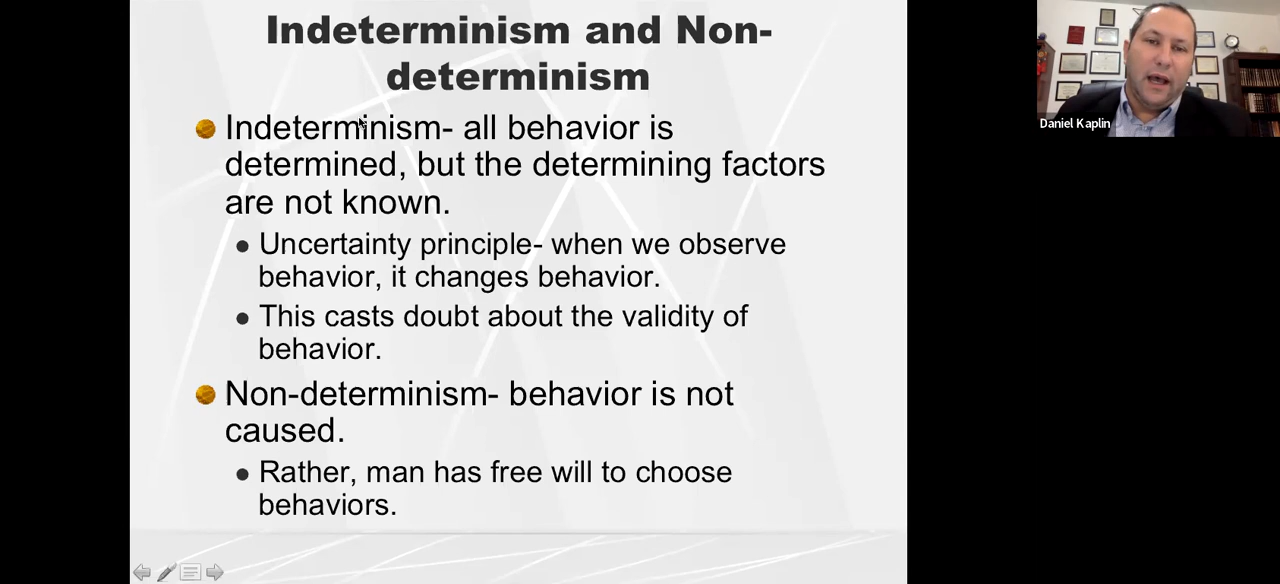 Indeterminism and Non-
determinism
Indeterminism- all behavior is
determined, but the determining factors
are not known.
Uncertainty principle- when we observe
behavior, it changes behavior.
This casts doubt about the validity of
behavior.
Non-determinism- behavior is not
caused.
Rather, man has free will to choose
behaviors.
Daniel Kaplin